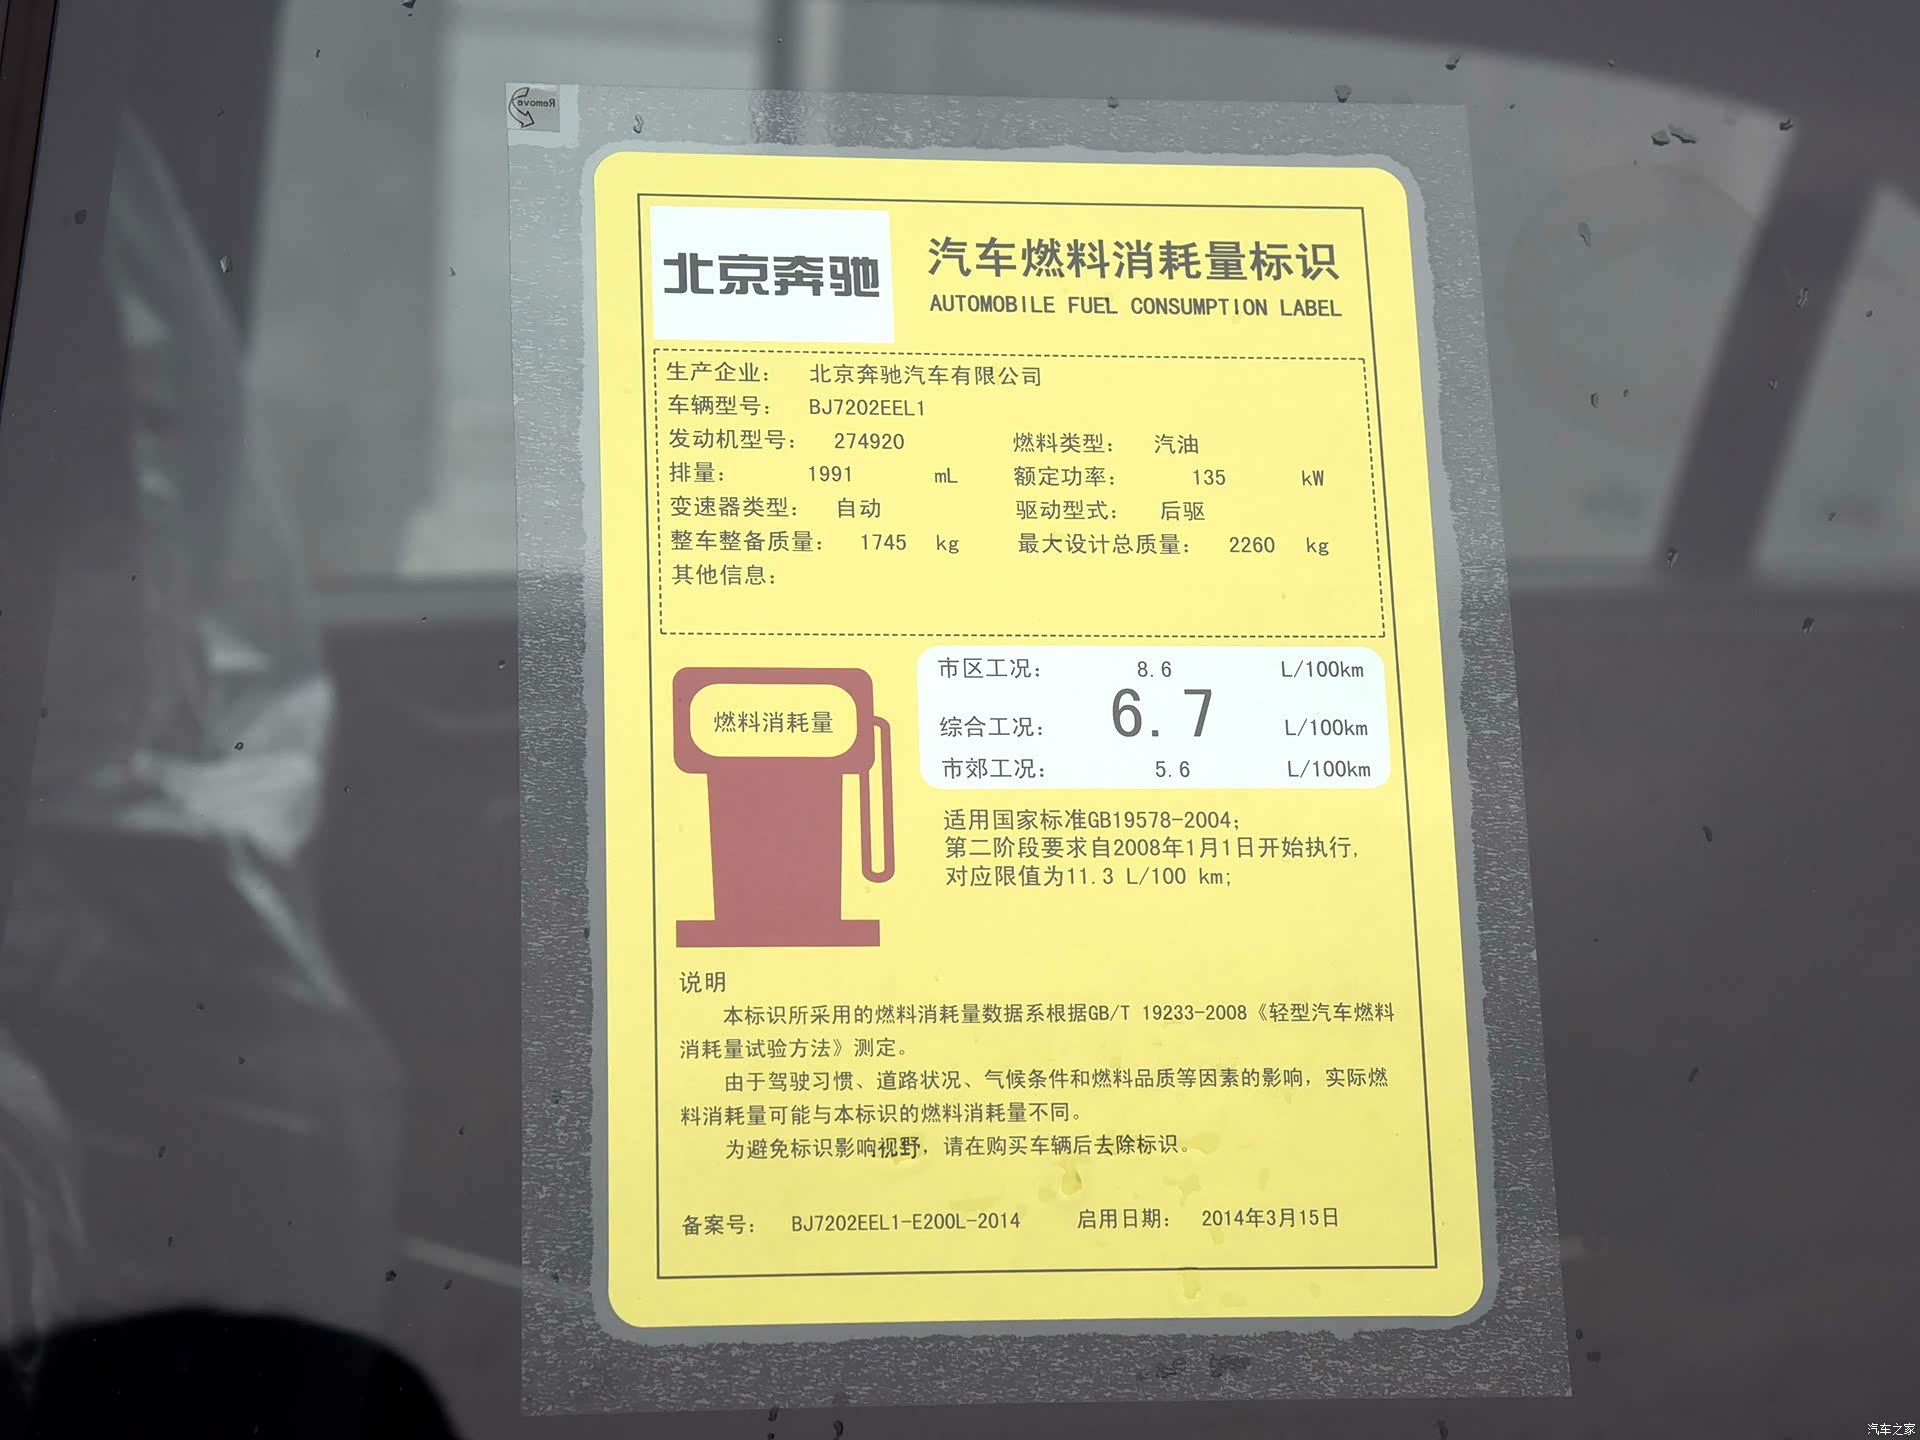 Remove
北京奔驰
汽车燃料消耗量标识
AUTOMOBILE FUEL CONSUMPTION LABEL
生产企业： 北京奔驰汽车有限公司
车辆型号： BJ7202EEL1
发动机型号： 274920 燃料类型： 汽油
排量： 1991 mL 额定功率： 135 kW
变速器类型： 自动 驱动型式： 后驱
整车整备质量： 1745 kg 最大设计总质量： 2260 kg
其他信息：
燃料消耗量
市区工况： 8.6 L/100km
综合工况： 6.7 L/100km
市郊工况： 5.6 L/100km
适用国家标准GB19578-2004；
第二阶段要求自2008年1月1日开始执行，
对应限值为11.3 L/100 km；
说明
本标识所采用的燃料消耗量数据系根据GB/T 19233-2008《轻型汽车燃料
消耗量试验方法》测定。
由于驾驶习惯、道路状况、气候条件和燃料品质等因素的影响，实际燃
料消耗量可能与本标识的燃料消耗量不同。
为避免标识影响视野，请在购买车辆后去除标识。
备案号： BJ7202EEL1-E200L-2014 启用日期： 2014年3月15日
汽车之家